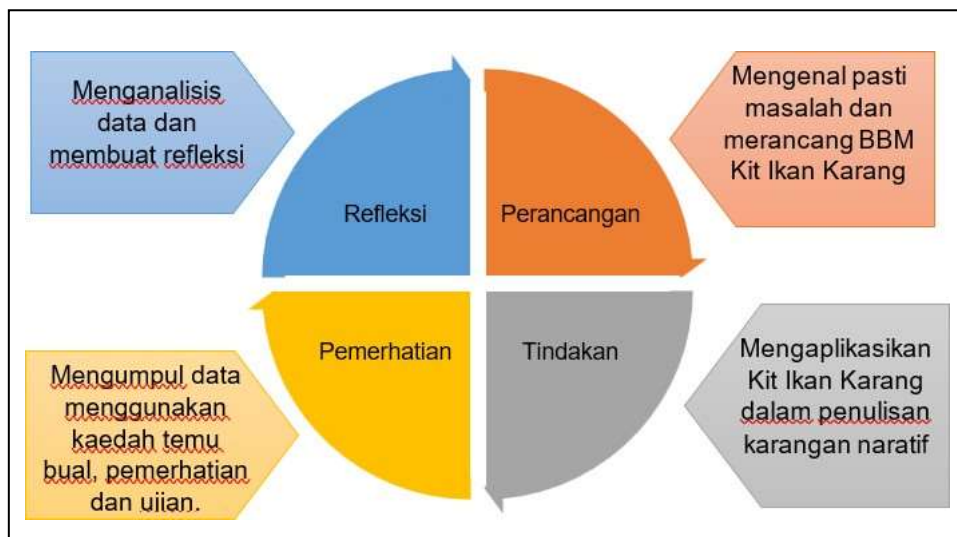 Menganalisis
data dan
membuat refleksi
Mengenal pasti
masalah dan
merancang BBM
Kit Ikan Karang
Refleksi
Perancangan
Pemerhatian
Tindakan
Mengumpul data
menggunakan
kaedah temu
bual, pemerhatian
dan ujian.
Mengaplikasikan
Kit Ikan Karang
dalam penulisan
karangan naratif